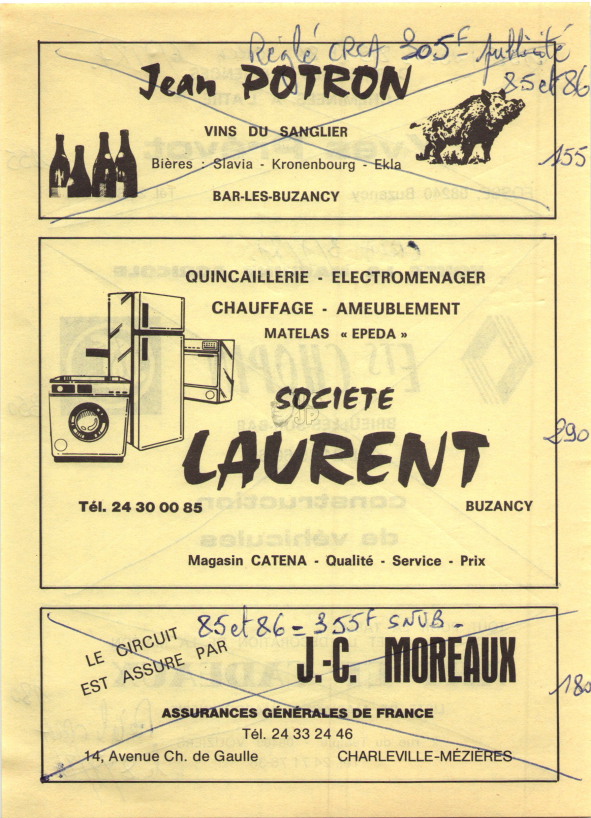 Réglé CRCA 305F publicité
85 et 86
Jean POTRON
VINS DU SANGLIER
155
Bières : Slavia - Kronenbourg - Ekla
BAR-LES-BUZANCY
QUINCAILLERIE - ELECTROMENAGER
CHAUFFAGE - AMEUBLEMENT
MATELAS « EPEDA »
SOCIETE
LAURENT
290
Tél. 24 30 00 85
BUZANCY
Magasin CATENA - Qualité - Service - Prix
85 et 86 = 355F SNVB -
LE CIRCUIT
EST ASSURE PAR
J.-C. MOREAUX
180
ASSURANCES GÉNÉRALES DE FRANCE
Tél. 24 33 24 46
14, Avenue Ch. de Gaulle CHARLEVILLE-MÉZIÈRES